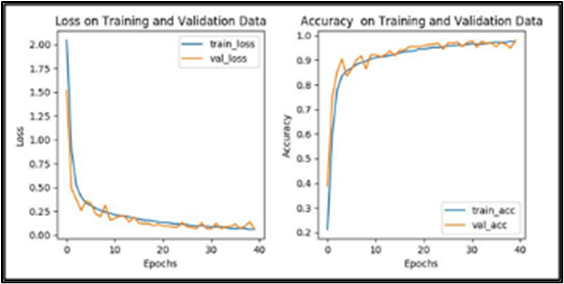 Loss on Training and Validation Data
train_loss
val_loss
2.00
1.75
1.50
1.25
1.00
0.75
0.50
0.25
0.00
Loss
0 10 20 30 40
Epochs
Accuracy on Training and Validation Data
1.0
0.9
0.8
0.7
0.6
0.5
0.4
0.3
0.2
Accuracy
train_acc
val_acc
0 10 20 30 40
Epochs